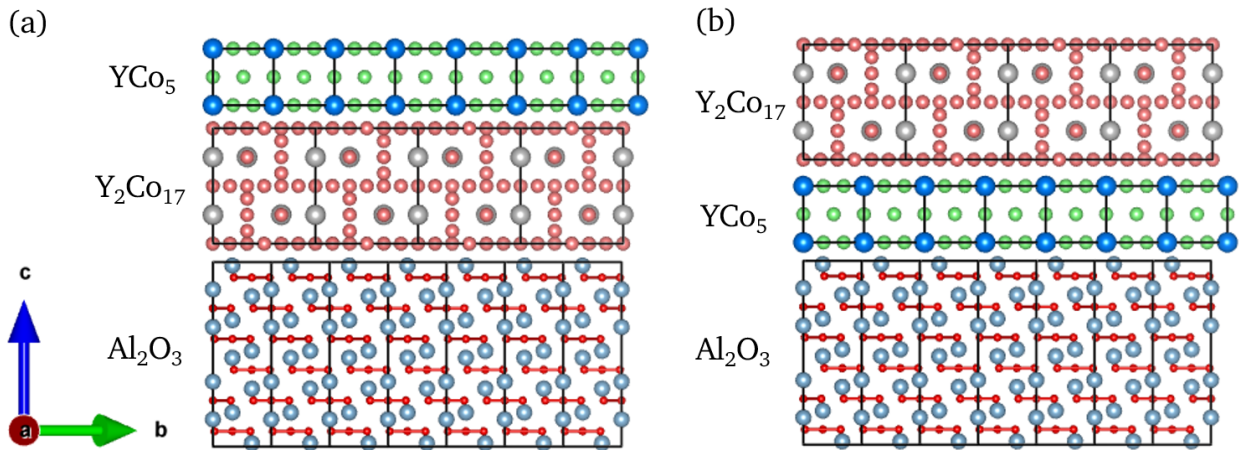 (a)
YCo₅
Y₂Co₁₇
Al₂O₃
c
a
b
(b)
Y₂Co₁₇
YCo₅
Al₂O₃